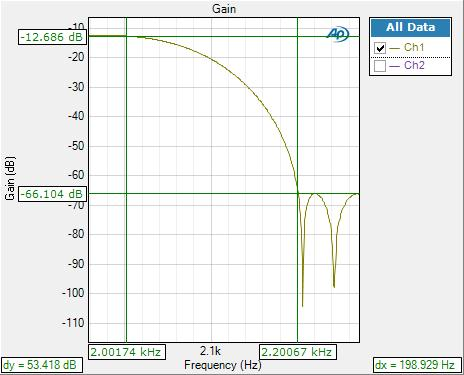 Gain
-10
-12.686 dB
-20
-30
-40
-50
-60
-66.104 dB
-70
-80
-90
-100
-110
Gain (dB)
AP
All Data
Ch1
Ch2
2.00174 kHz
2.1k
2.20067 kHz
Frequency (Hz)
dy = 53.418 dB
dx = 198.929 Hz